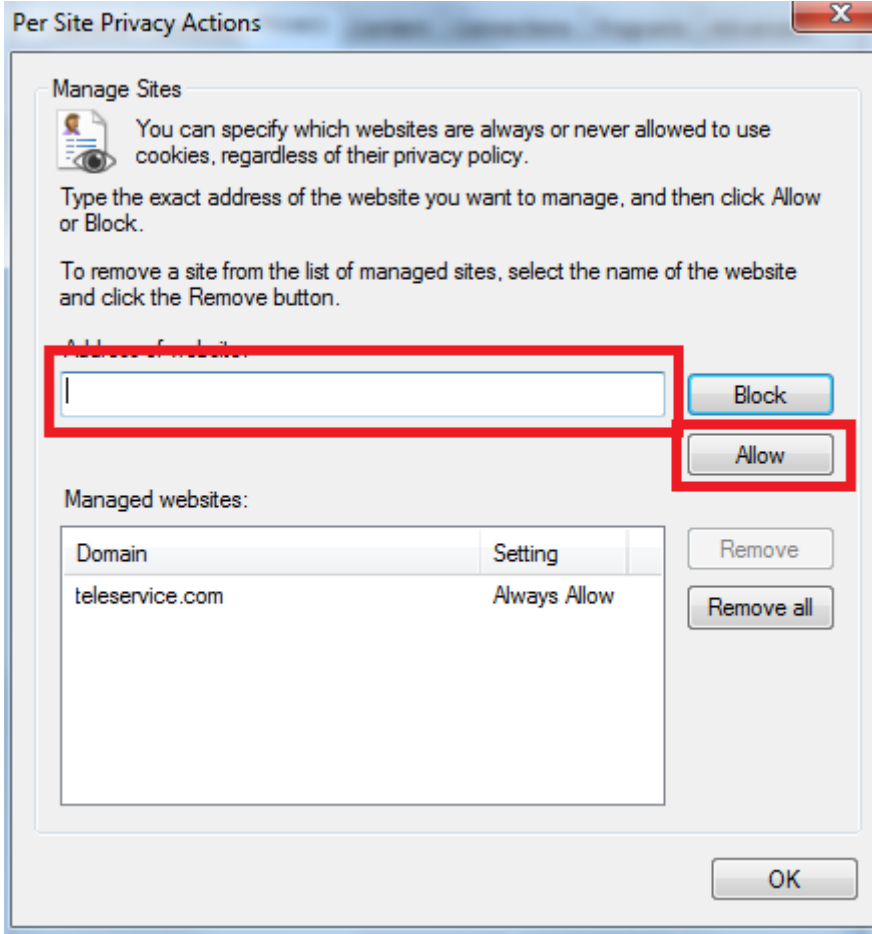 Per Site Privacy Actions
Manage Sites
You can specify which websites are always or never allowed to use
cookies, regardless of their privacy policy.
Type the exact address of the website you want to manage, and then click Allow
or Block.
To remove a site from the list of managed sites, select the name of the website
and click the Remove button.
Address of website:
Block
Allow
Managed websites:
Domain Setting
Remove
teleservice.com Always Allow
Remove all
OK